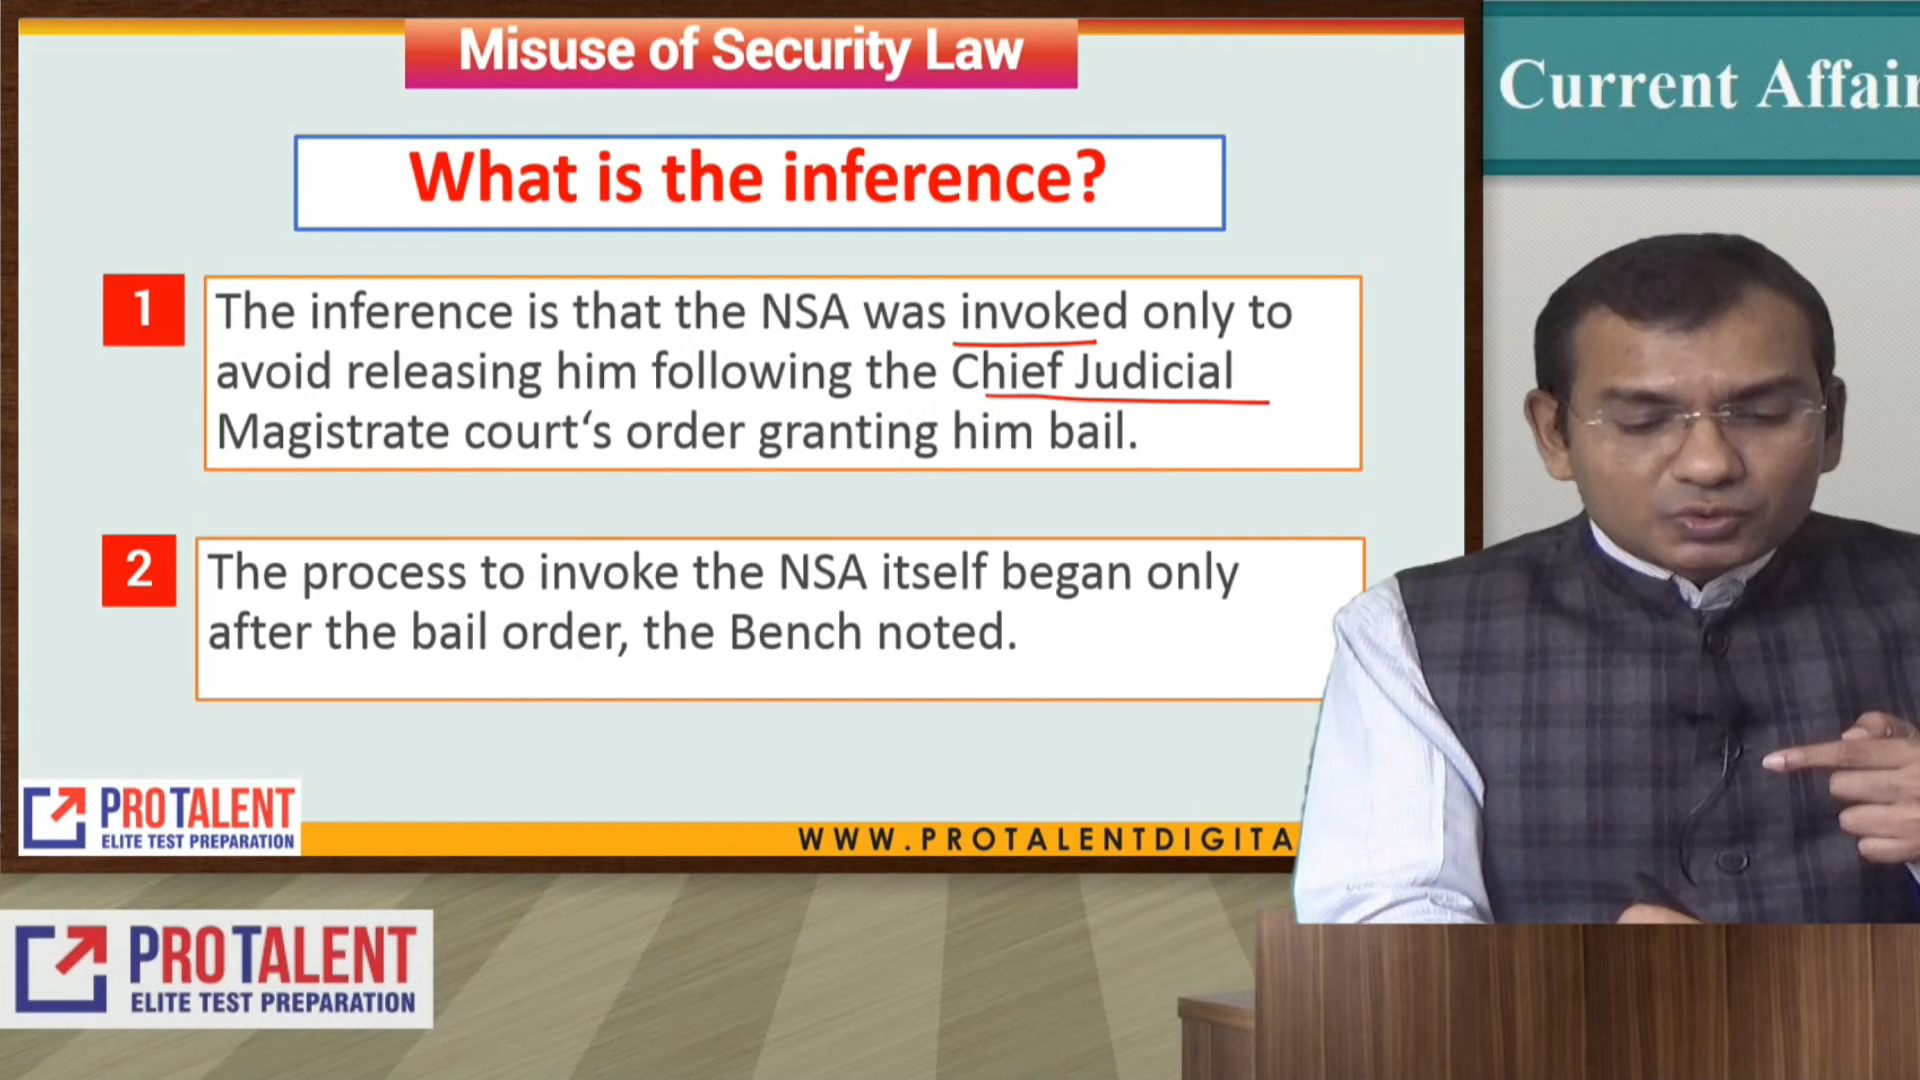 Misuse of Security Law
Current Affair
What is the inference?
1
The inference is that the NSA was invoked only to
avoid releasing him following the Chief Judicial
Magistrate court‘s order granting him bail.
2
The process to invoke the NSA itself began only
after the bail order, the Bench noted.
PROTALENT
ELITE TEST PREPARATION
WWW.PROTALENTDIGITA
PROTALENT
ELITE TEST PREPARATION